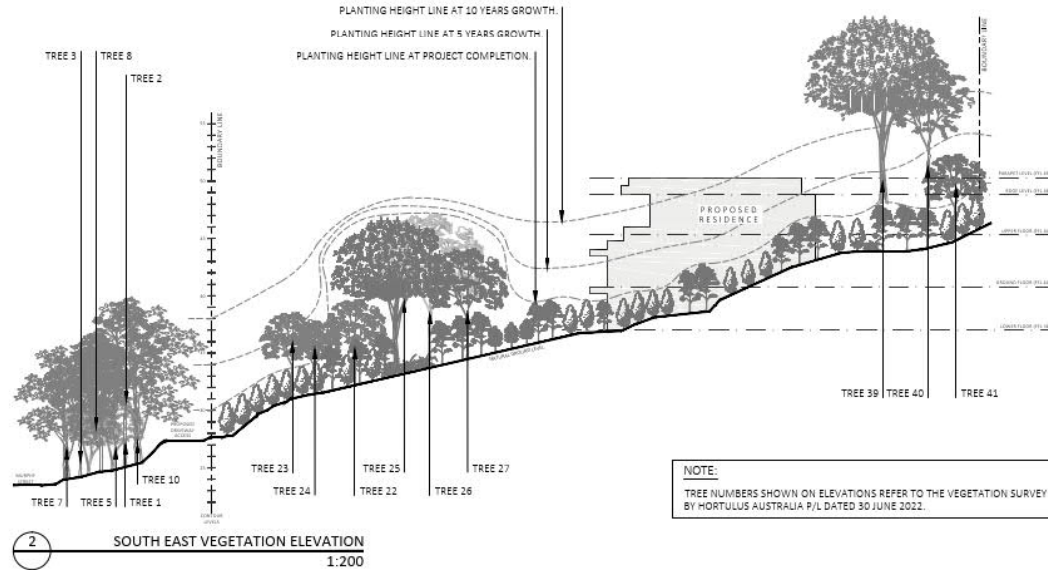 PLANTING HEIGHT LINE AT 10 YEARS GROWTH.
PLANTING HEIGHT LINE AT 5 YEARS GROWTH.
PLANTING HEIGHT LINE AT PROJECT COMPLETION.
TREE 3
TREE 8
TREE 2
BOUNDARY LINE
BOUNDARY LINE
PROPOSED
RESIDENCE
NATURAL GROUND LEVEL
TREE 39
TREE 40
TREE 41
TREE 23
TREE 25
TREE 27
TREE 24
TREE 22
TREE 26
TREE 10
TREE 7
TREE 5
TREE 1
NOTE:
TREE NUMBERS SHOWN ON ELEVATIONS REFER TO THE VEGETATION SURVEY
BY HORTULUS AUSTRALIA P/L DATED 30 JUNE 2022.
2
SOUTH EAST VEGETATION ELEVATION
1:200